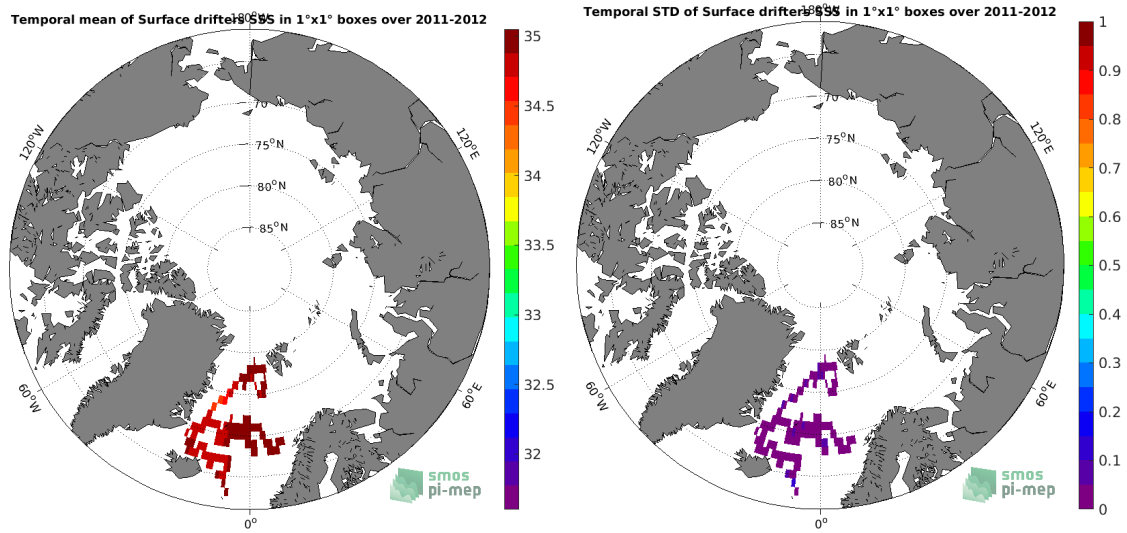 Temporal mean of Surface drifters SSS in 1°x1° boxes over 2011-2012
180°W
120°W
120°E
70
75°N
80°N
85°N
60°W
60°E
0°
35
34.5
34
33.5
33
32.5
32
smos
pi-mep
Temporal STD of Surface drifters SSS in 1°x1° boxes over 2011-2012
180°W
120°W
120°E
70°N
75°N
80°N
85°N
60°W
60°E
0°
1
0.9
0.8
0.7
0.6
0.5
0.4
0.3
0.2
0.1
0
smos
pi-mep